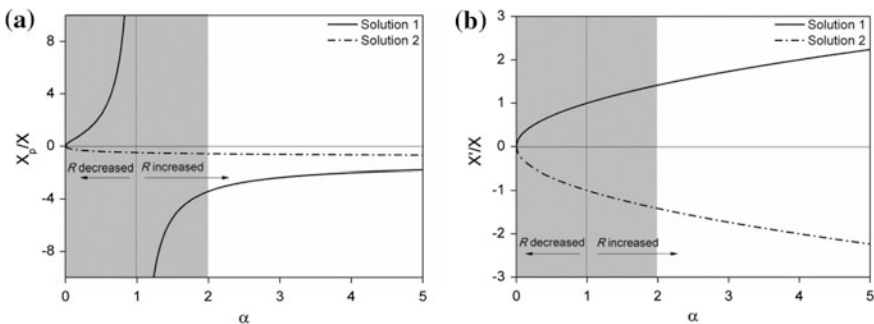 (a)
Solution 1
Solution 2
8
4
0
-4
-8
X_p/X
R decreased
R increased
0
1
2
3
4
5
α
(b)
Solution 1
Solution 2
3
2
1
0
-1
-2
-3
X'/X
R decreased
R increased
0
1
2
3
4
5
α